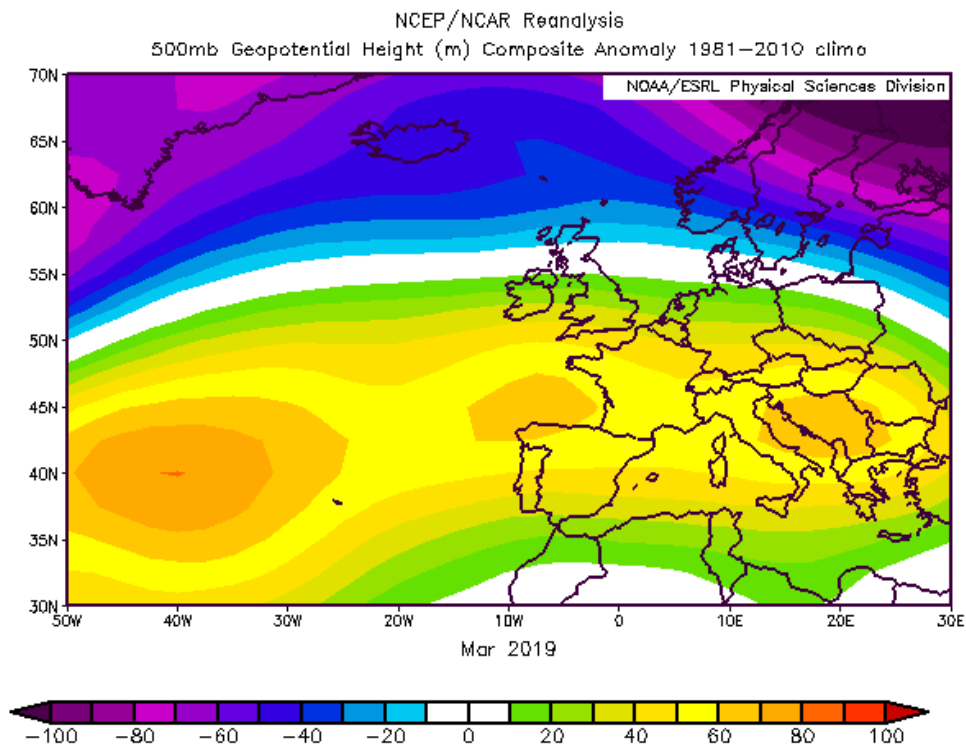 NCEP/NCAR Reanalysis
500mb Geopotential Height (m) Composite Anomaly 1981-2010 climo
NOAA/ESRL Physical Sciences Division
70N
65N
60N
55N
50N
45N
40N
35N
30N
50W 40W 30W 20W 10W 0 10E 20E 30E
Mar 2019
-100 -80 -60 -40 -20 0 20 40 60 80 100